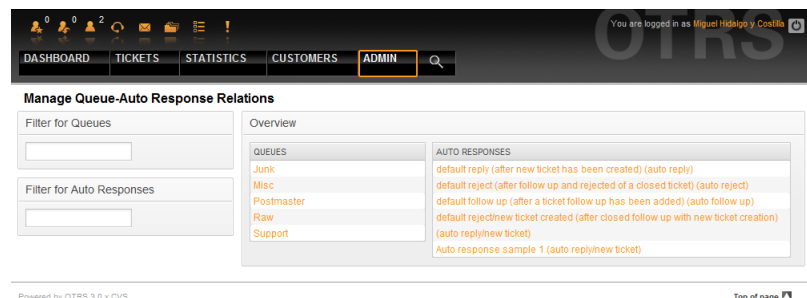 0 0 2
You are logged in as Miguel Hidalgo y Costilla
OTRS
DASHBOARD TICKETS STATISTICS CUSTOMERS ADMIN
Manage Queue-Auto Response Relations
Filter for Queues
Overview
QUEUES
AUTO RESPONSES
Junk
default reply (after new ticket has been created) (auto reply)
Misc
default reject (after follow up and rejected of a closed ticket) (auto reject)
Filter for Auto Responses
Postmaster
default follow up (after a ticket follow up has been added) (auto follow up)
Raw
default reject/new ticket created (after closed follow up with new ticket creation)
Support
(auto reply/new ticket)
Auto response sample 1 (auto reply/new ticket)
Powered by OTRS 3.0.x CVS
Top of page